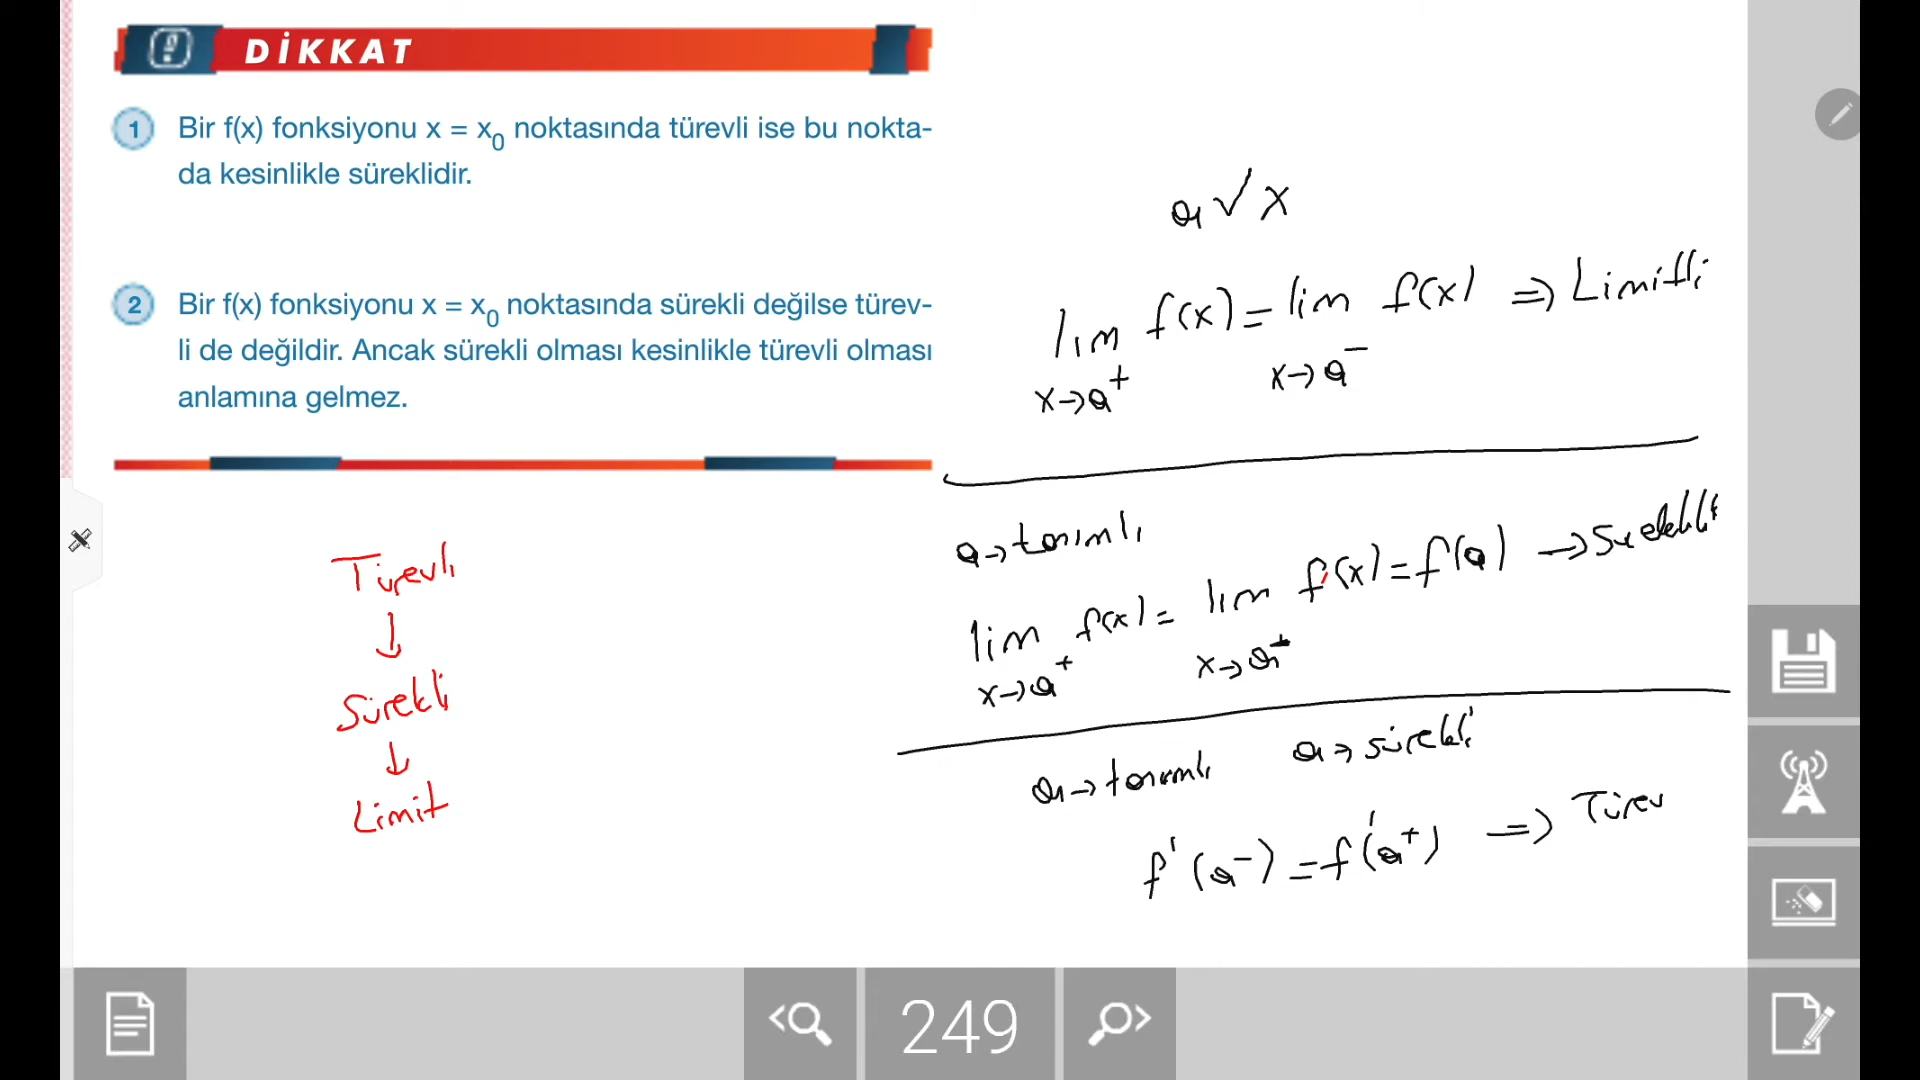 DİKKAT
1 Bir f(x) fonksiyonu x = x₀ noktasında türevli ise bu nokta-
da kesinlikle süreklidir.
2 Bir f(x) fonksiyonu x = x₀ noktasında sürekli değilse türev-
li de değildir. Ancak sürekli olması kesinlikle türevli olması
anlamına gelmez.
Türevli
↓
Sürekli
↓
Limit
a ✓ x
lim f(x) = lim f(x) ⇒ Limitli
x→a⁺ x→a⁻
a→tanımlı
lim f(x) = lim f(x) = f(a) → Sürekli
x→a⁺ x→a
a→tanımlı a→sürekli
f'(a⁻) = f'(a⁺) ⇒ Türev
249